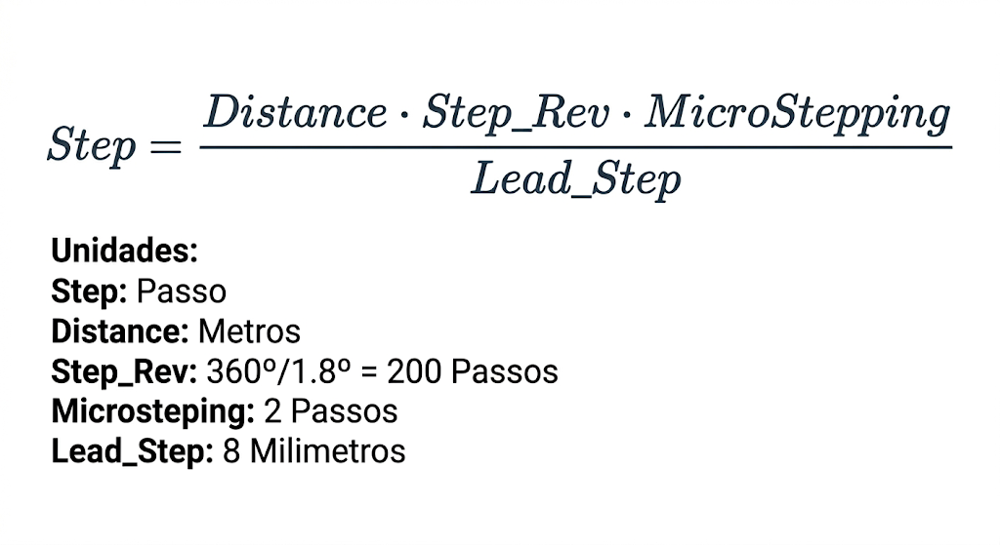 Step = \frac{Distance · Step_Rev · MicroStepping}{Lead_Step}
Unidades:
Step: Passo
Distance: Metros
Step_Rev: 360º/1.8º = 200 Passos
Microsteping: 2 Passos
Lead_Step: 8 Milimetros